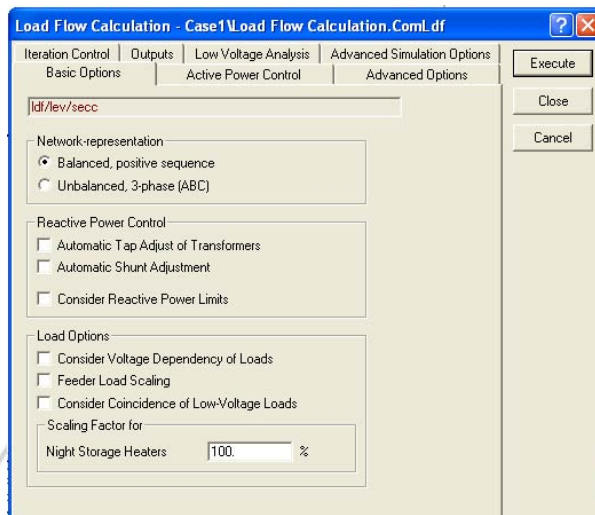 Load Flow Calculation - Case1\Load Flow Calculation.ComLdf
Iteration Control Outputs Low Voltage Analysis Advanced Simulation Options
Basic Options Active Power Control Advanced Options
Execute
Close
Cancel
ldf/lev/secc
Network-representation
Balanced, positive sequence
Unbalanced, 3-phase (ABC)
Reactive Power Control
Automatic Tap Adjust of Transformers
Automatic Shunt Adjustment
Consider Reactive Power Limits
Load Options
Consider Voltage Dependency of Loads
Feeder Load Scaling
Consider Coincidence of Low-Voltage Loads
Scaling Factor for
Night Storage Heaters 100. %